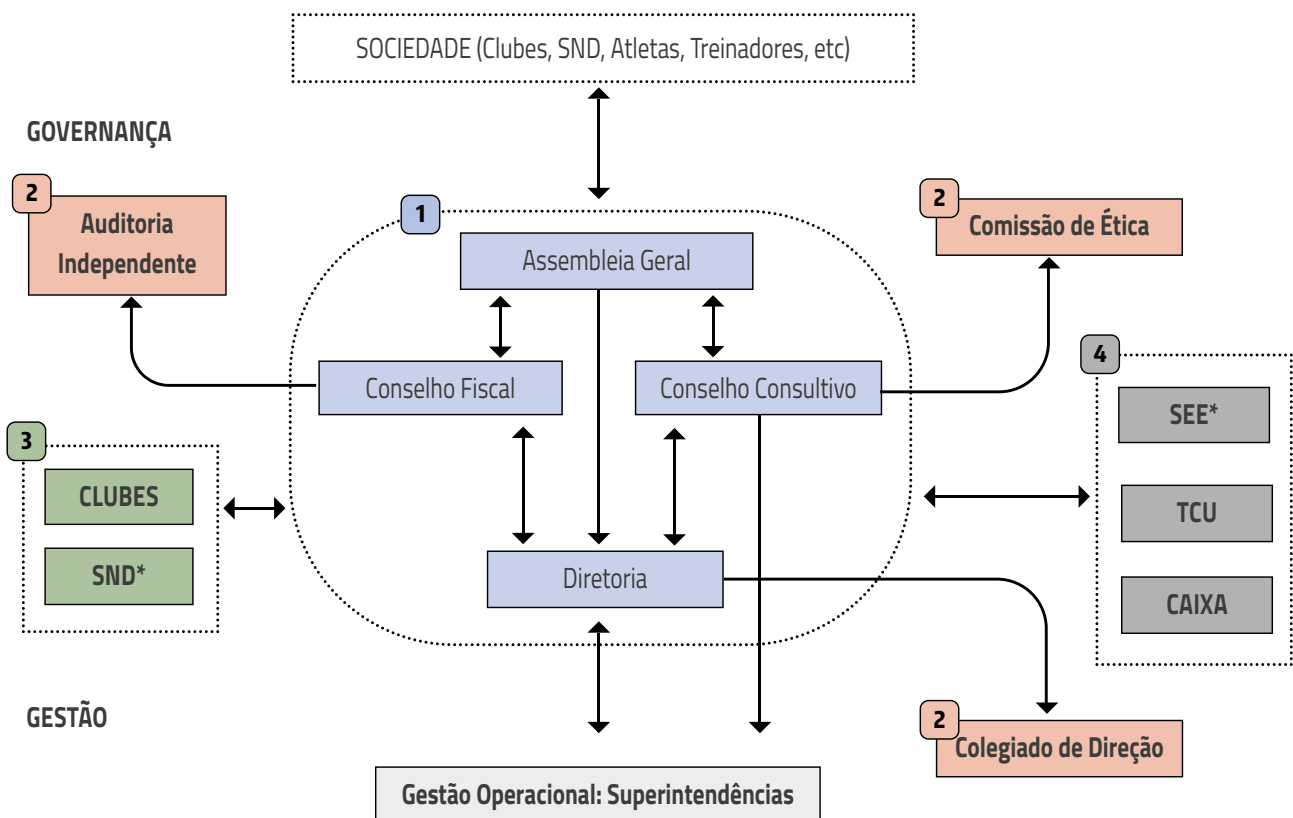 SOCIEDADE (Clubes, SND, Atletas, Treinadores, etc)
GOVERNANÇA
2
Auditoria
Independente
1
Assembleia Geral
2
Comissão de Ética
Conselho Fiscal
Conselho Consultivo
4
SEE*
TCU
CAIXA
3
CLUBES
SND*
Diretoria
GESTÃO
2
Colegiado de Direção
Gestão Operacional: Superintendências